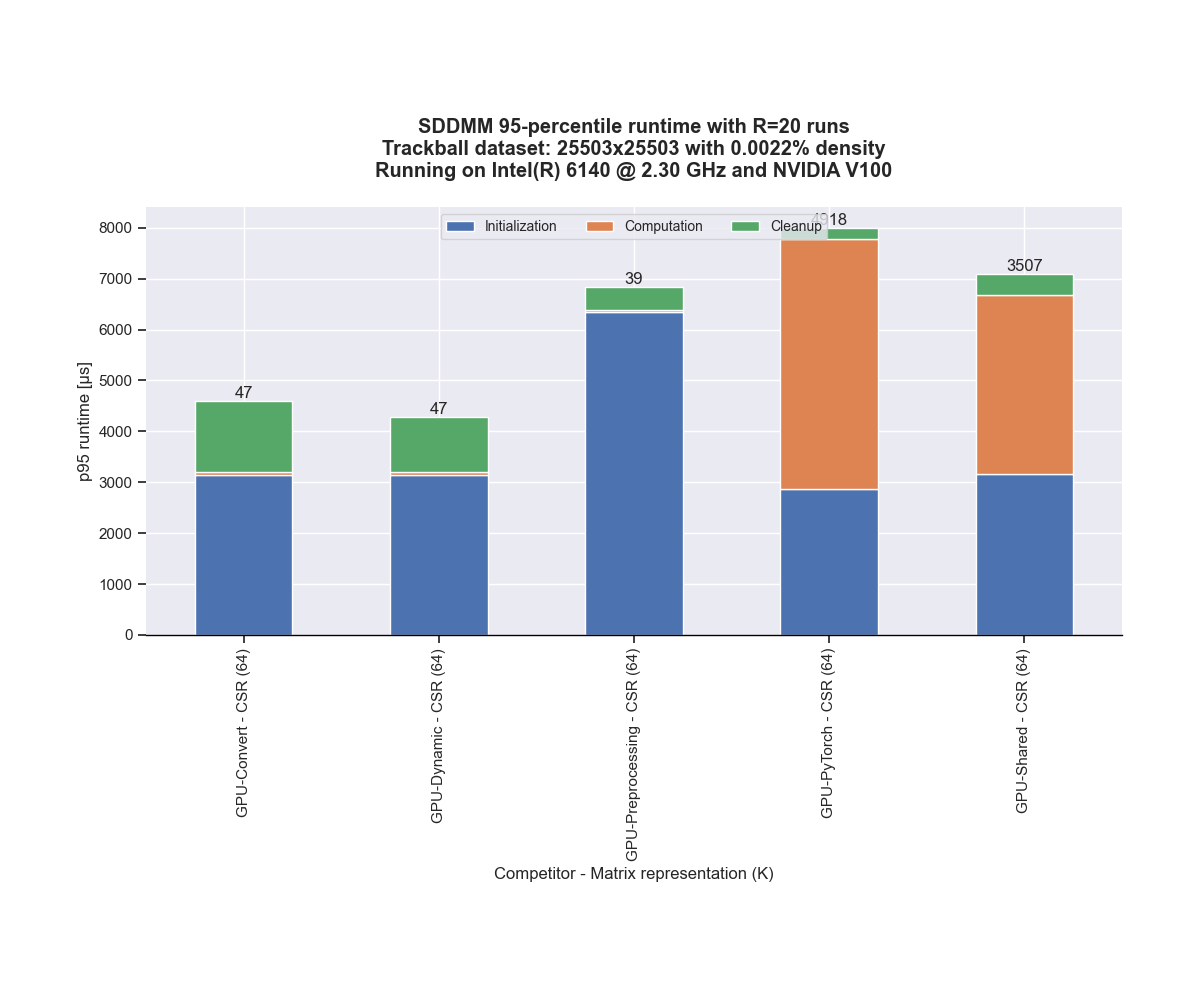 SDDMM 95-percentile runtime with R=20 runs
Trackball dataset: 25503x25503 with 0.0022% density
Running on Intel(R) 6140 @ 2.30 GHz and NVIDIA V100
Initialization
Computation
Cleanup
4918
3507
39
47
47
p95 runtime [μs]
8000
7000
6000
5000
4000
3000
2000
1000
0
GPU-Convert - CSR (64)
GPU-Dynamic - CSR (64)
GPU-Preprocessing - CSR (64)
GPU-PyTorch - CSR (64)
GPU-Shared - CSR (64)
Competitor - Matrix representation (K)